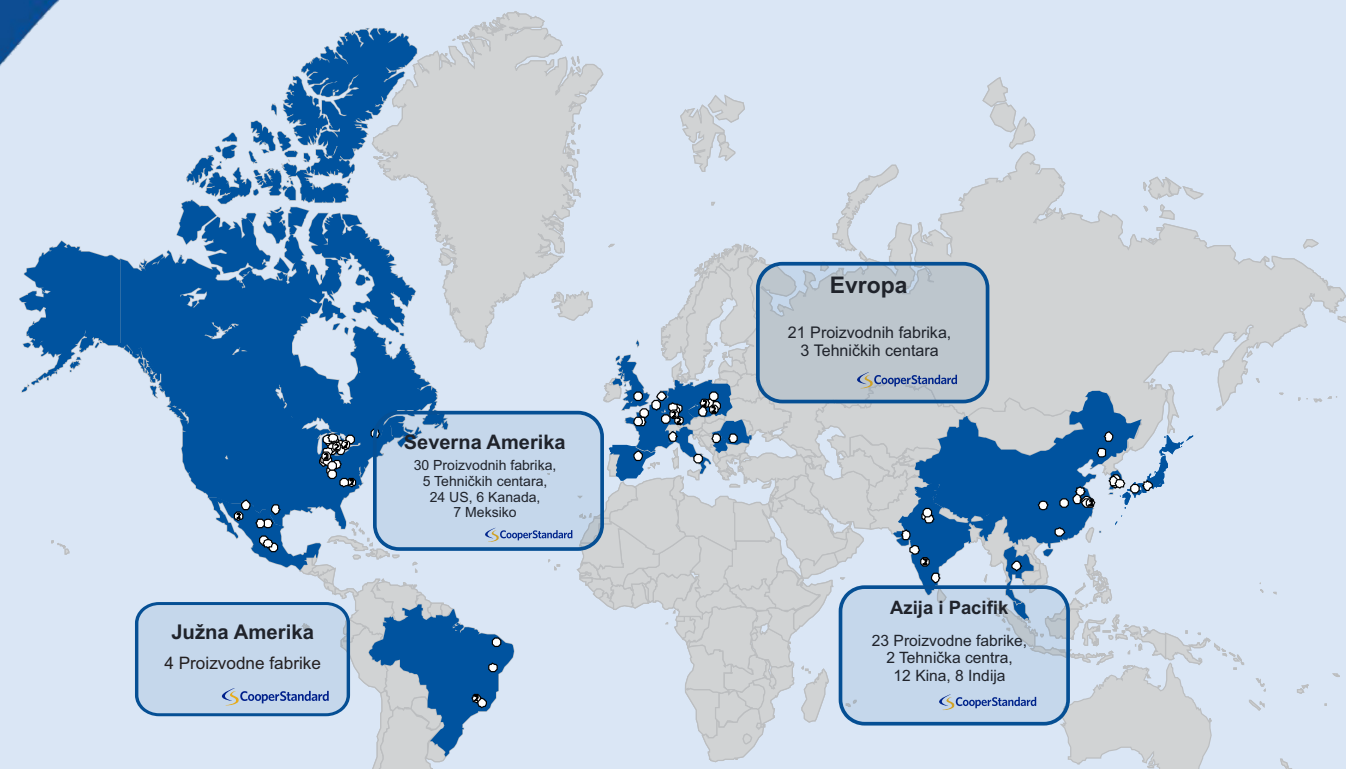 Evropa
21 Proizvodnih fabrika,
3 Tehničkih centara
CooperStandard
Severna Amerika
30 Proizvodnih fabrika,
5 Tehničkih centara,
24 US, 6 Kanada,
7 Meksiko
CooperStandard
Azija i Pacifik
23 Proizvodne fabrike,
2 Tehnička centra,
12 Kina, 8 Indija
CooperStandard
Južna Amerika
4 Proizvodne fabrike
CooperStandard